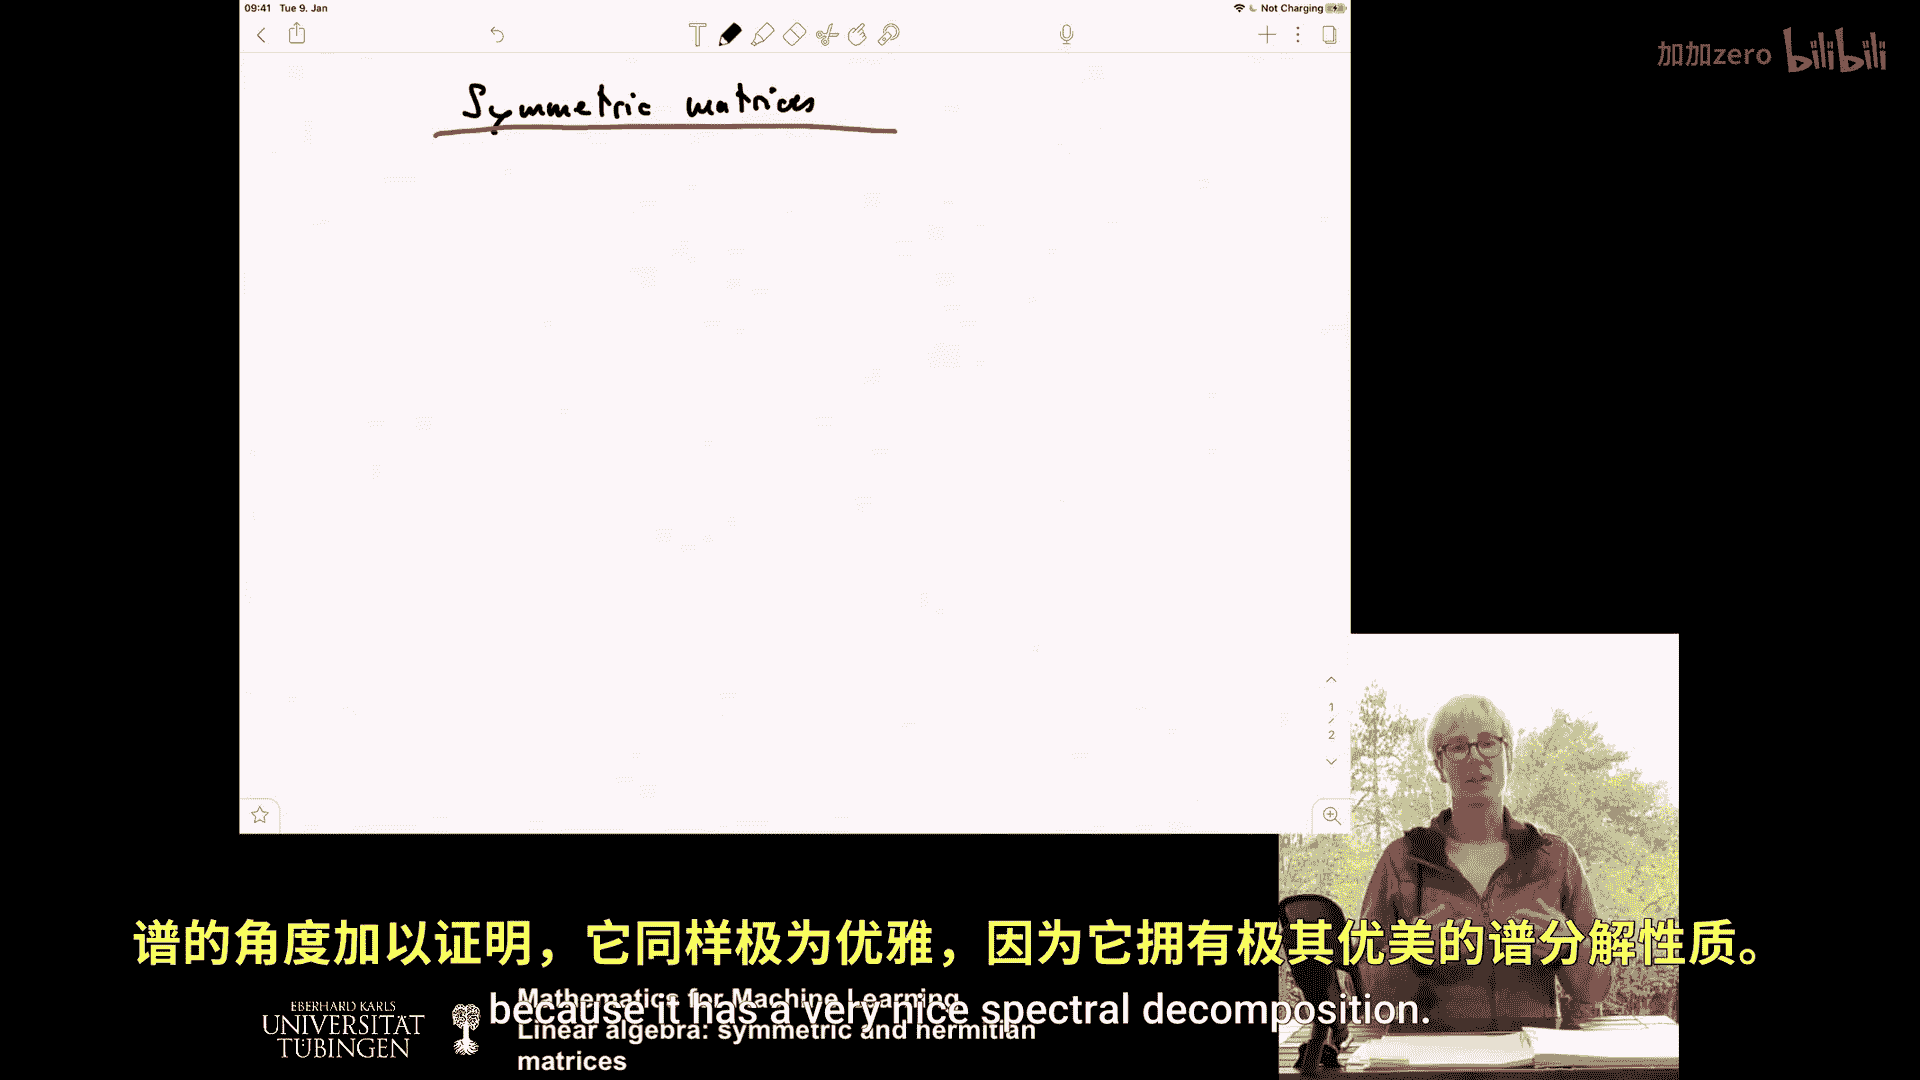 09:41 Tue 9. Jan
Not Charging
加加zero bilibili
Symmetric matrices
1
2
谱的角度加以证明，它同样极为优雅，因为它拥有极其优美的谱分解性质。
because it has a very nice spectral decomposition.
EBERHARD KARLS
UNIVERSITÄT
TÜBINGEN
Mathematics for Machine Learning
Linear algebra: symmetric and hermitian
matrices